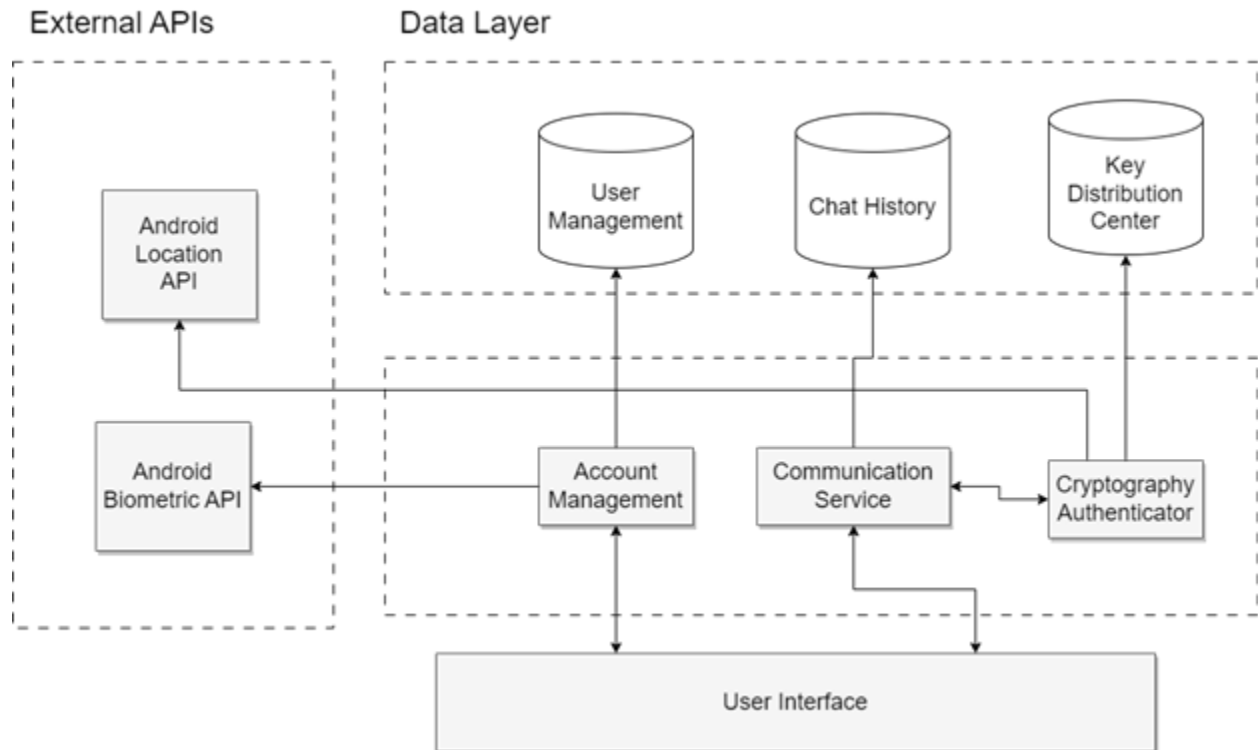 External APIs
Data Layer
User
Management
Chat History
Key
Distribution
Center
Android
Location
API
Android
Biometric API
Account
Management
Communication
Service
Cryptography
Authenticator
User Interface